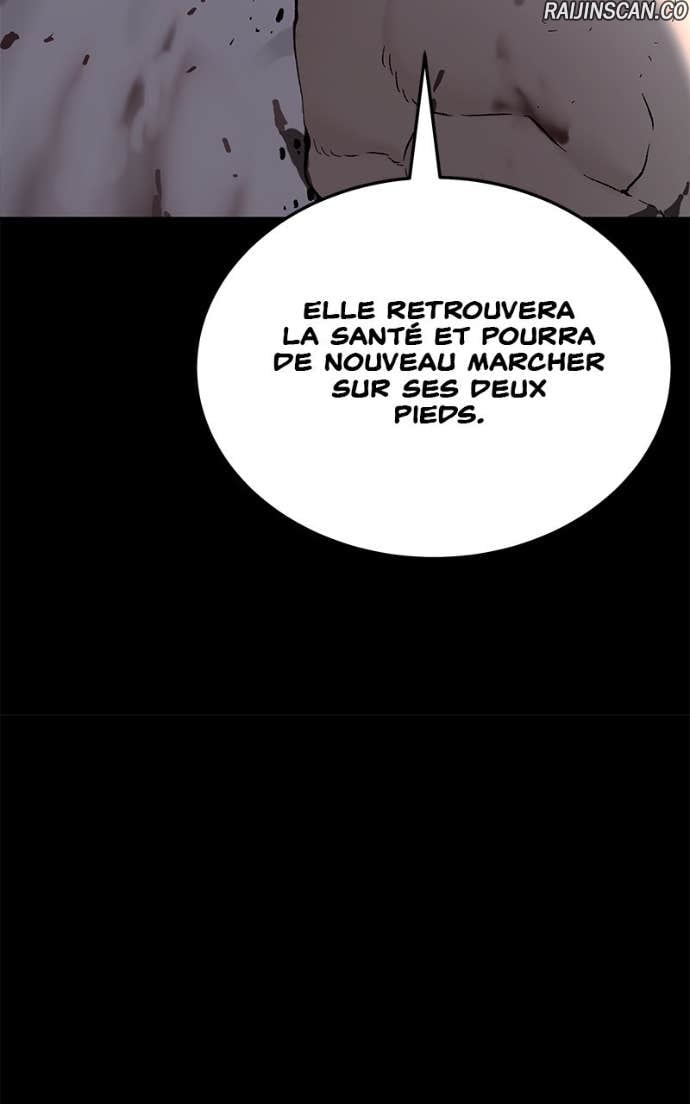 RAIJINSCAN.CO
ELLE RETROUVERA
LA SANTÉ ET POURRA
DE NOUVEAU MARCHER
SUR SES DEUX
PIEDS.